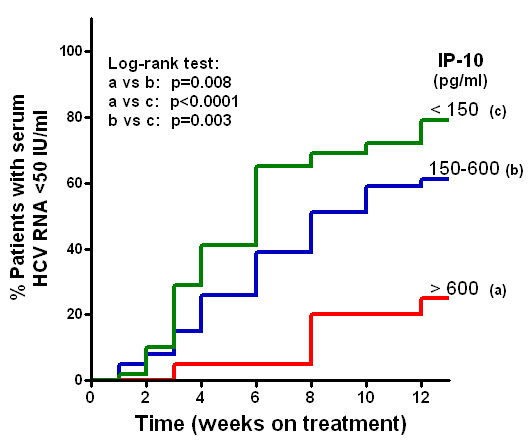 Log-rank test:
a vs b: p=0.008
a vs c: p<0.0001
b vs c: p=0.003
IP-10
(pg/ml)
< 150 (c)
150-600 (b)
> 600 (a)
% Patients with serum
HCV RNA <50 IU/ml
100
80
60
40
20
0
0 2 4 6 8 10 12
Time (weeks on treatment)